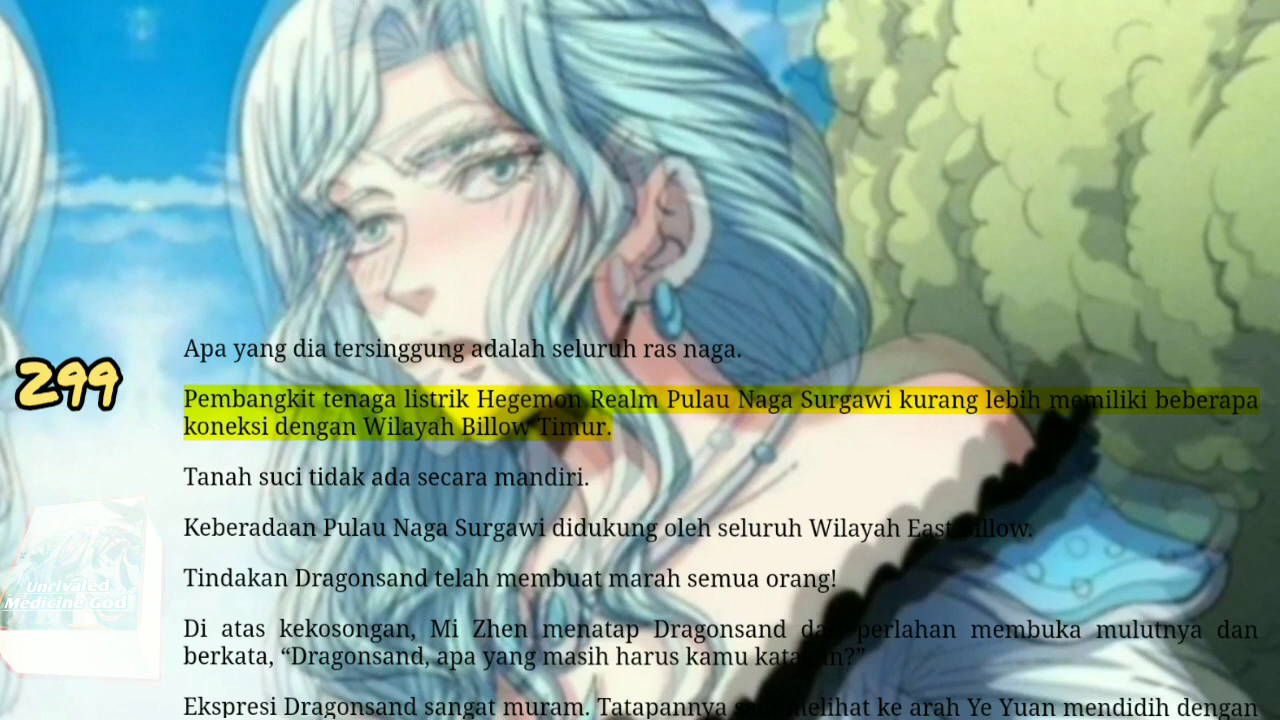 Apa yang dia tersinggung adalah seluruh ras naga.
299
Pembangkit tenaga listrik Hegemon Realm Pulau Naga Surgawi kurang lebih memiliki beberapa
koneksi dengan Wilayah Billow Timur.
Tanah suci tidak ada secara mandiri.
Keberadaan Pulau Naga Surgawi didukung oleh seluruh Wilayah East Billow.
Tindakan Dragonsand telah membuat marah semua orang!
Unrivaled
Medicine God
Di atas kekosongan, Mi Zhen menatap Dragonsand dan perlahan membuka mulutnya dan
berkata, “Dragonsand, apa yang masih harus kamu katakan?”
Ekspresi Dragonsand sangat muram. Tatapannya saat melihat ke arah Ye Yuan mendidih dengan